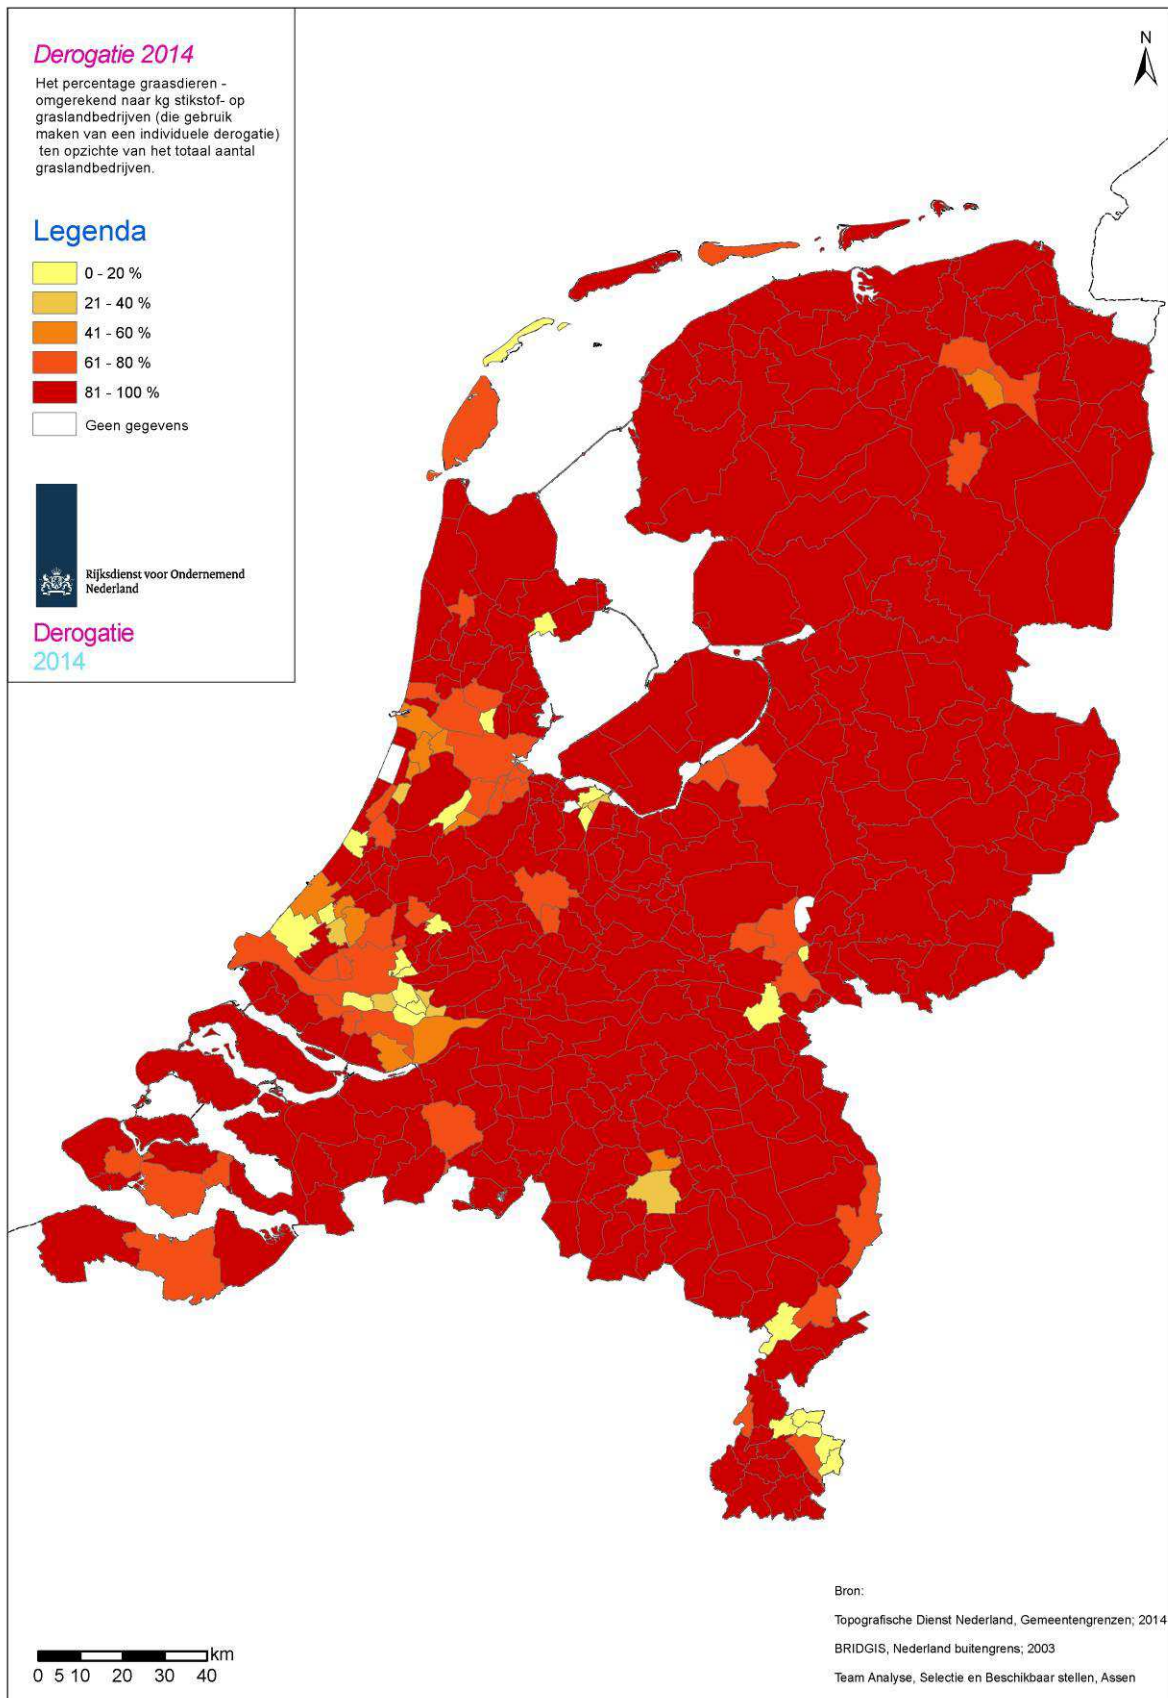 Derogatie 2014
Het percentage graasdieren -
omgerekend naar kg stikstof- op
graslandbedrijven (die gebruik
maken van een individuele derogatie)
ten opzichte van het totaal aantal
graslandbedrijven.
Legenda
0 - 20 %
21 - 40 %
41 - 60 %
61 - 80 %
81 - 100 %
Geen gegevens
Rijksdienst voor Ondernemend
Nederland
Derogatie
2014
N
km
0 5 10 20 30 40
Bron:
Topografische Dienst Nederland, Gemeentengrenzen; 2014
BRIDGIS, Nederland buitengrens; 2003
Team Analyse, Selectie en Beschikbaar stellen, Assen